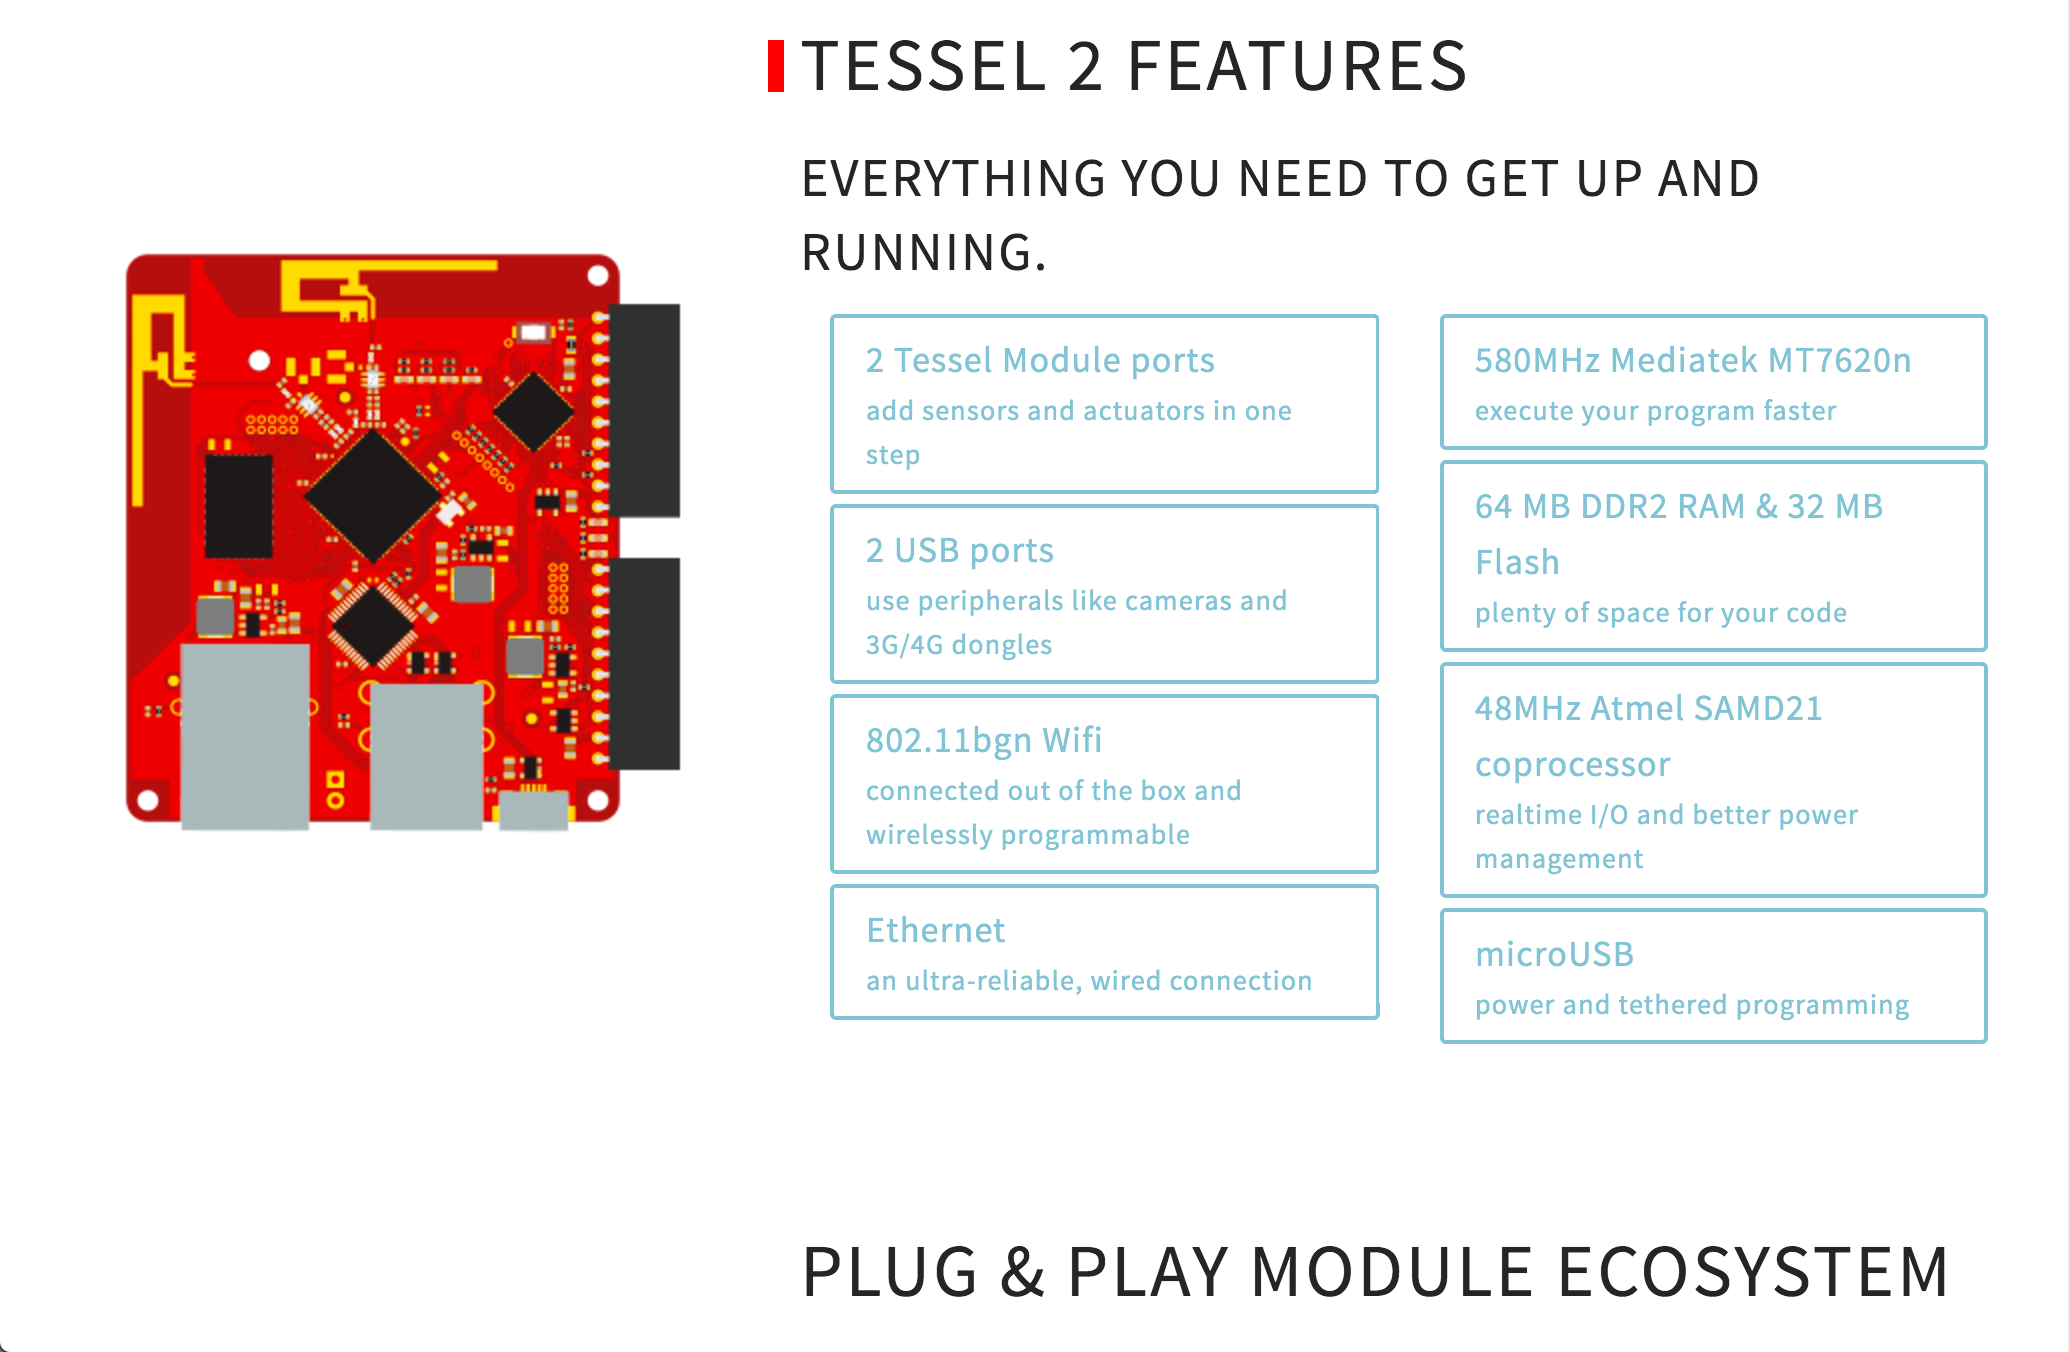 TESSEL 2 FEATURES
EVERYTHING YOU NEED TO GET UP AND
RUNNING.
2 Tessel Module ports
add sensors and actuators in one
step
2 USB ports
use peripherals like cameras and
3G/4G dongles
802.11bgn Wifi
connected out of the box and
wirelessly programmable
Ethernet
an ultra-reliable, wired connection
580MHz Mediatek MT7620n
execute your program faster
64 MB DDR2 RAM & 32 MB
Flash
plenty of space for your code
48MHz Atmel SAMD21
coprocessor
realtime I/O and better power
management
microUSB
power and tethered programming
PLUG & PLAY MODULE ECOSYSTEM